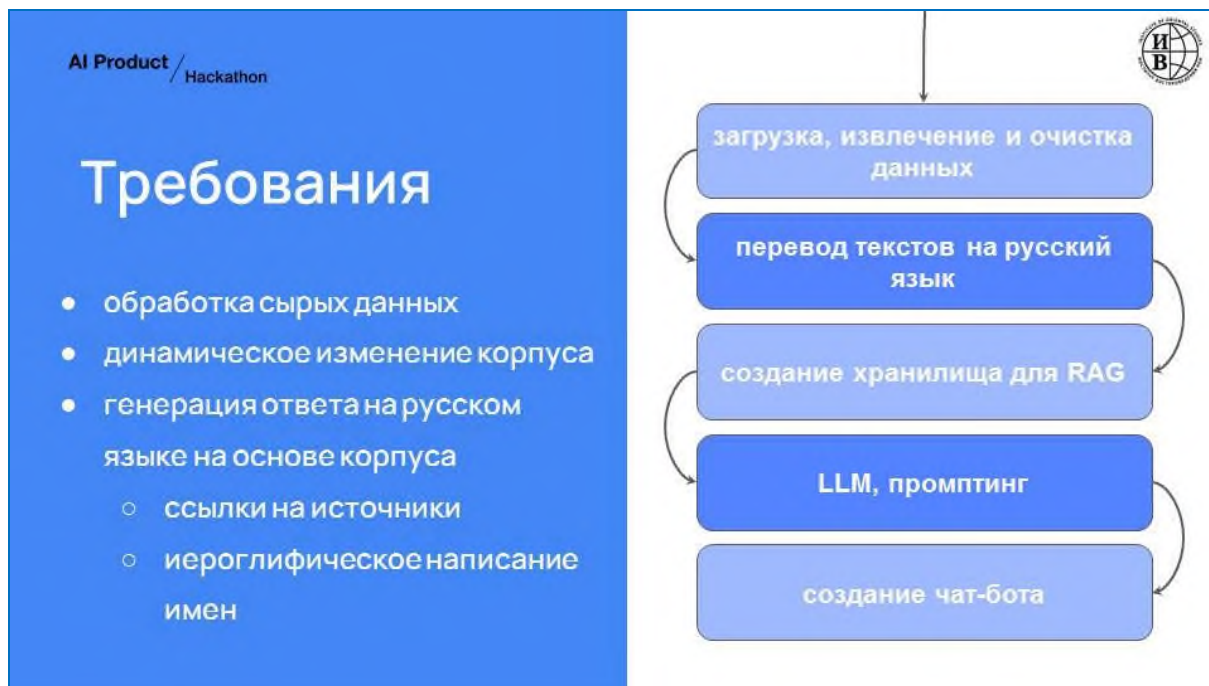 AI Product / Hackathon
Требования
● обработка сырых данных
● динамическое изменение корпуса
● генерация ответа на русском
языке на основе корпуса
○ ссылки на источники
○ иероглифическое написание
имен
И
В
загрузка, извлечение и очистка
данных
перевод текстов на русский
язык
создание хранилища для RAG
LLM, промптинг
создание чат-бота